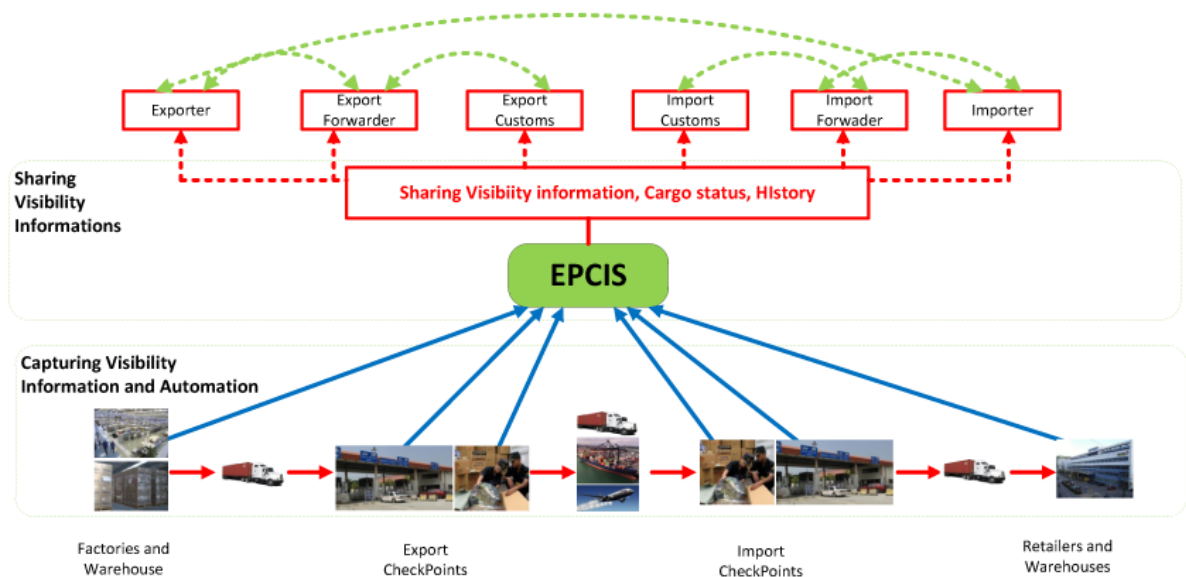 Exporter
Export
Forwarder
Export
Customs
Import
Customs
Import
Forwader
Importer
Sharing
Visibility
Informations
Sharing Visibiity information, Cargo status, HIstory
EPCIS
Capturing Visibility
Information and Automation
Factories and
Warehouse
Export
CheckPoints
Import
CheckPoints
Retailers and
Warehouses